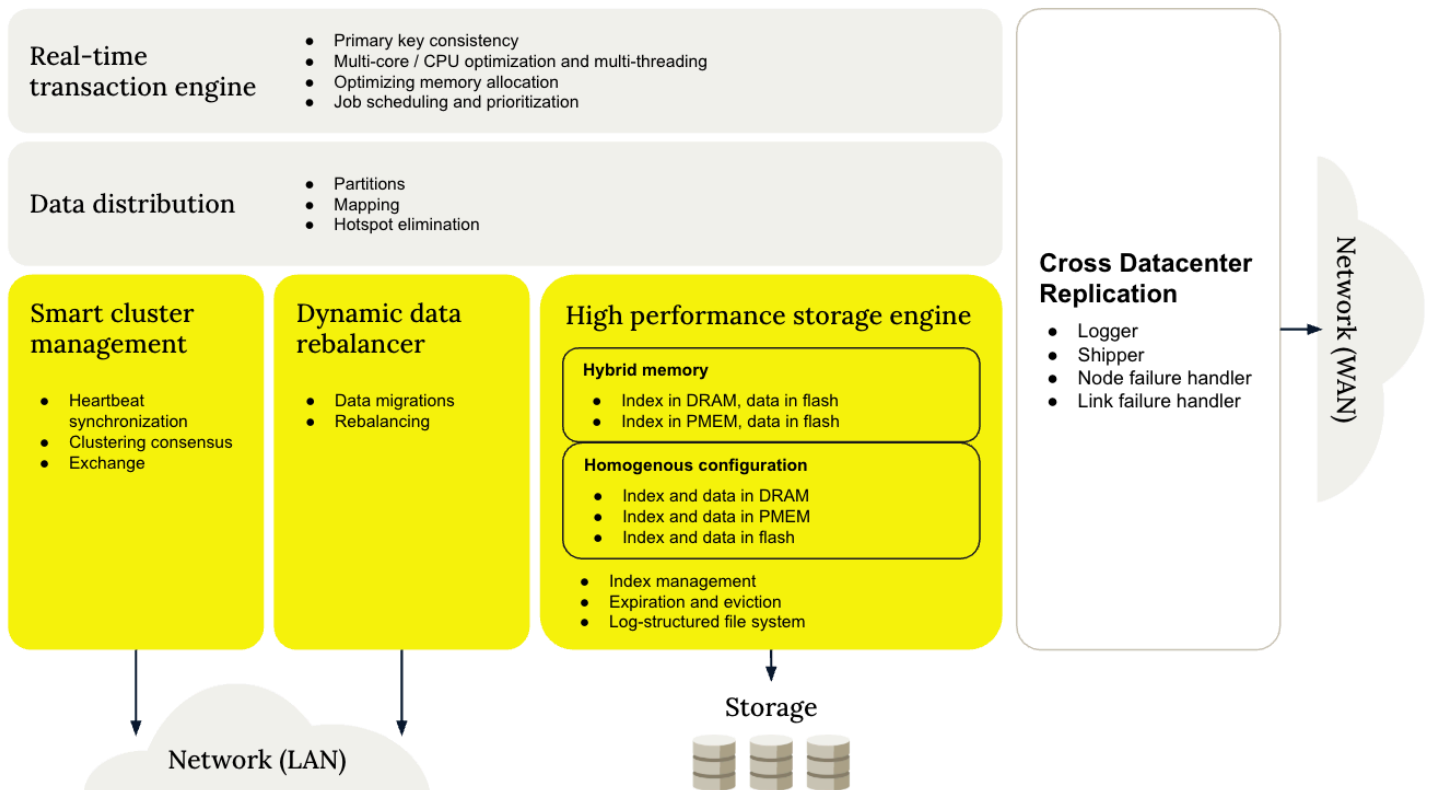 Real-time
transaction engine
● Primary key consistency
● Multi-core / CPU optimization and multi-threading
● Optimizing memory allocation
● Job scheduling and prioritization
Data distribution
● Partitions
● Mapping
● Hotspot elimination
Smart cluster
management
● Heartbeat
synchronization
● Clustering consensus
● Exchange
Dynamic data
rebalancer
● Data migrations
● Rebalancing
High performance storage engine
Hybrid memory
● Index in DRAM, data in flash
● Index in PMEM, data in flash
Homogenous configuration
● Index and data in DRAM
● Index and data in PMEM
● Index and data in flash
● Index management
● Expiration and eviction
● Log-structured file system
Cross Datacenter
Replication
● Logger
● Shipper
● Node failure handler
● Link failure handler
Network (WAN)
Network (LAN)
Storage